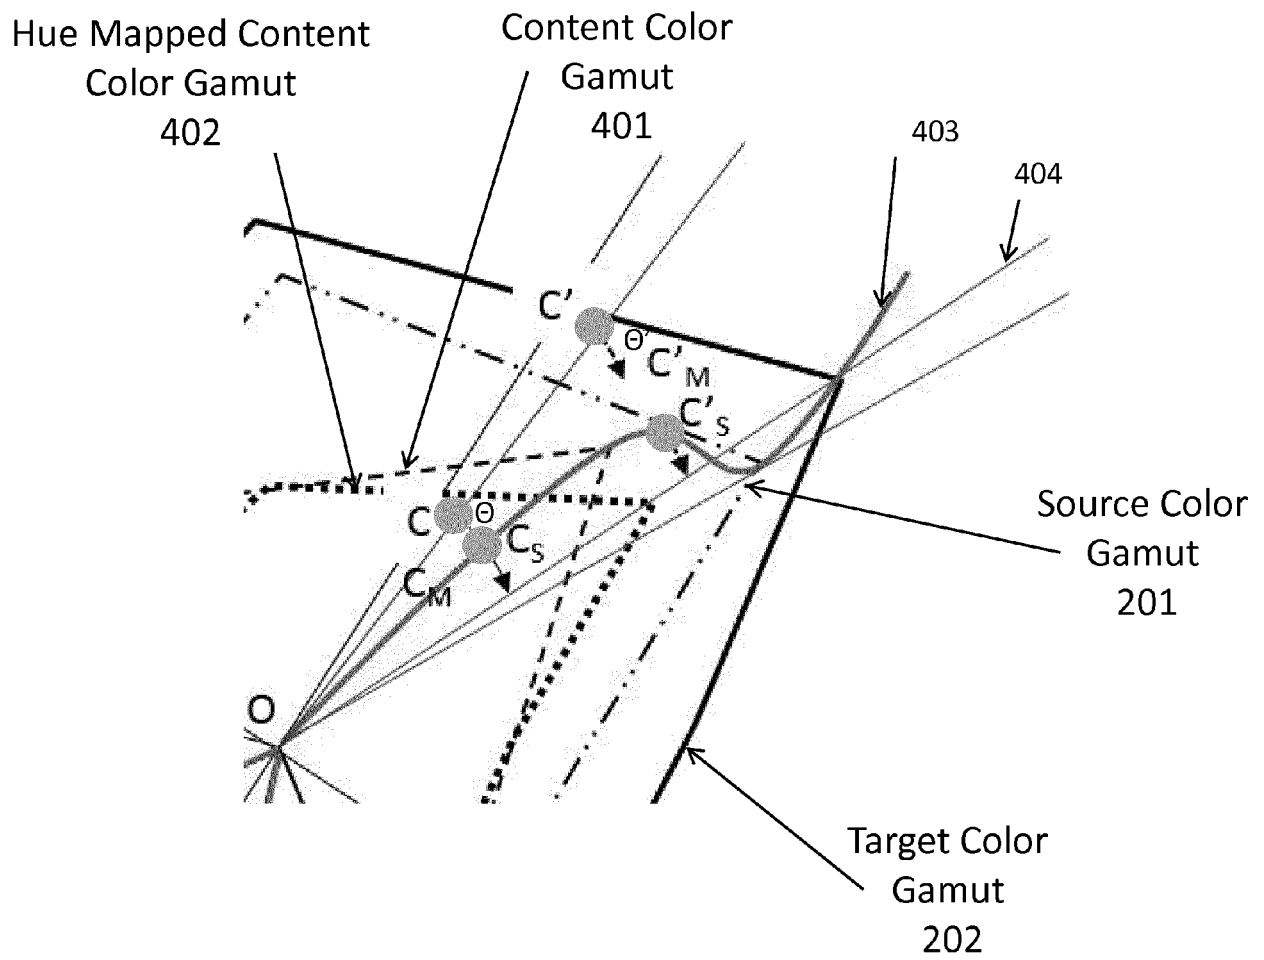 Hue Mapped Content
Color Gamut
402
Content Color
Gamut
401
403
404
C'
Θ'
C'M
C'S
C
Θ
CS
CM
Source Color
Gamut
201
O
Target Color
Gamut
202